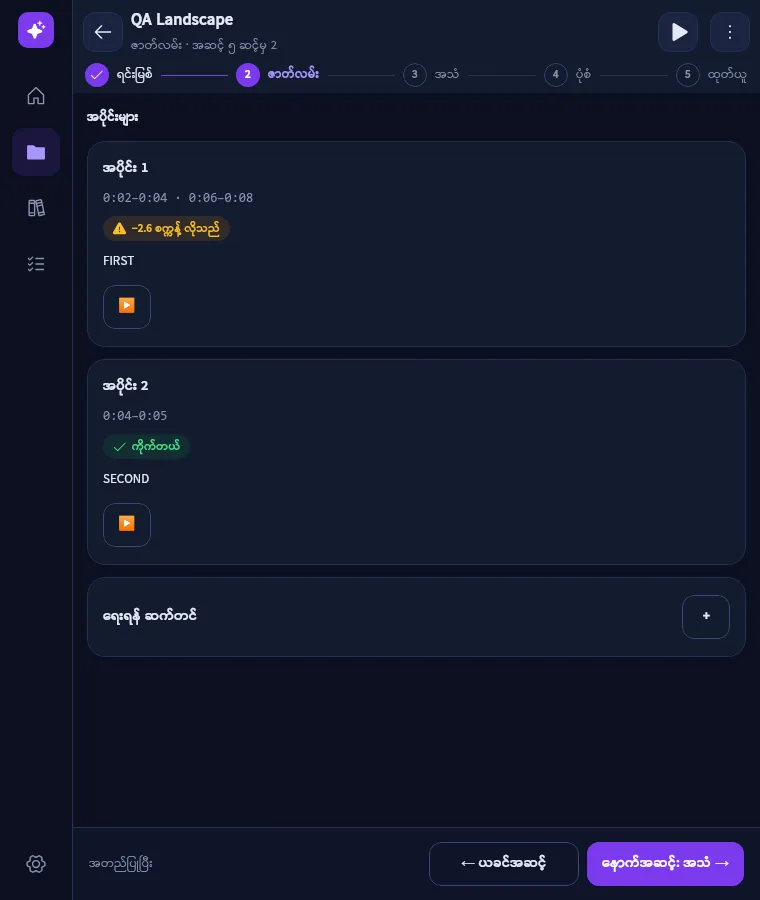 QA Landscape
ဇာတ်လမ်း · အဆင့် ၅ ဆင့်မှ 2
ရင်းမြစ် 2 ဇာတ်လမ်း 3 အသံ 4 ပုံစံ 5 ထုတ်ယူ
အပိုင်းများ
အပိုင်း 1
0:02–0:04 · 0:06–0:08
−2.6 စက္ကန့် လိုသည်
FIRST
အပိုင်း 2
0:04–0:05
ကိုက်တယ်
SECOND
ရေးရန် ဆက်တင်
+
အတည်ပြုပြီး
← ယခင်အဆင့်
နောက်အဆင့်: အသံ →